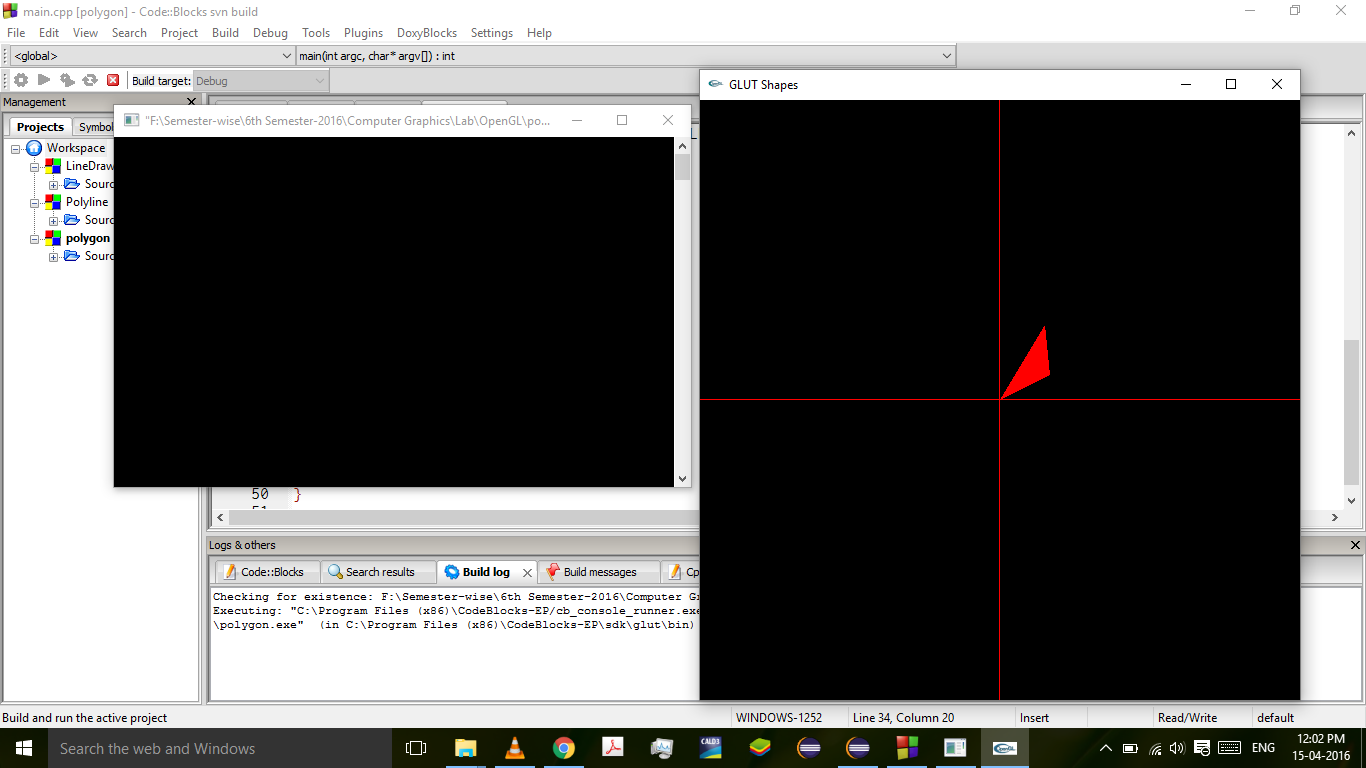 main.cpp [polygon] - Code::Blocks svn build
File Edit View Search Project Build Debug Tools Plugins DoxyBlocks Settings Help
<global> main(int argc, char* argv[]) : int
Build target: Debug
Management
GLUT Shapes
Projects Symbol
"F:\Semester-wise\6th Semester-2016\Computer Graphics\Lab\OpenGL\po...
Workspace
LineDraw
Sourc
Polyline
Sourc
polygon
Sourc
50 }
Logs & others
Code::Blocks Search results Build log Build messages Cp
Checking for existence: F:\Semester-wise\6th Semester-2016\Computer Gr
Executing: "C:\Program Files (x86)\CodeBlocks-EP/cb_console_runner.exe
\polygon.exe" (in C:\Program Files (x86)\CodeBlocks-EP\sdk\glut\bin)
Build and run the active project WINDOWS-1252 Line 34, Column 20 Insert Read/Write default
Search the web and Windows
CALD3
OpenGL
ENG
12:02 PM
15-04-2016